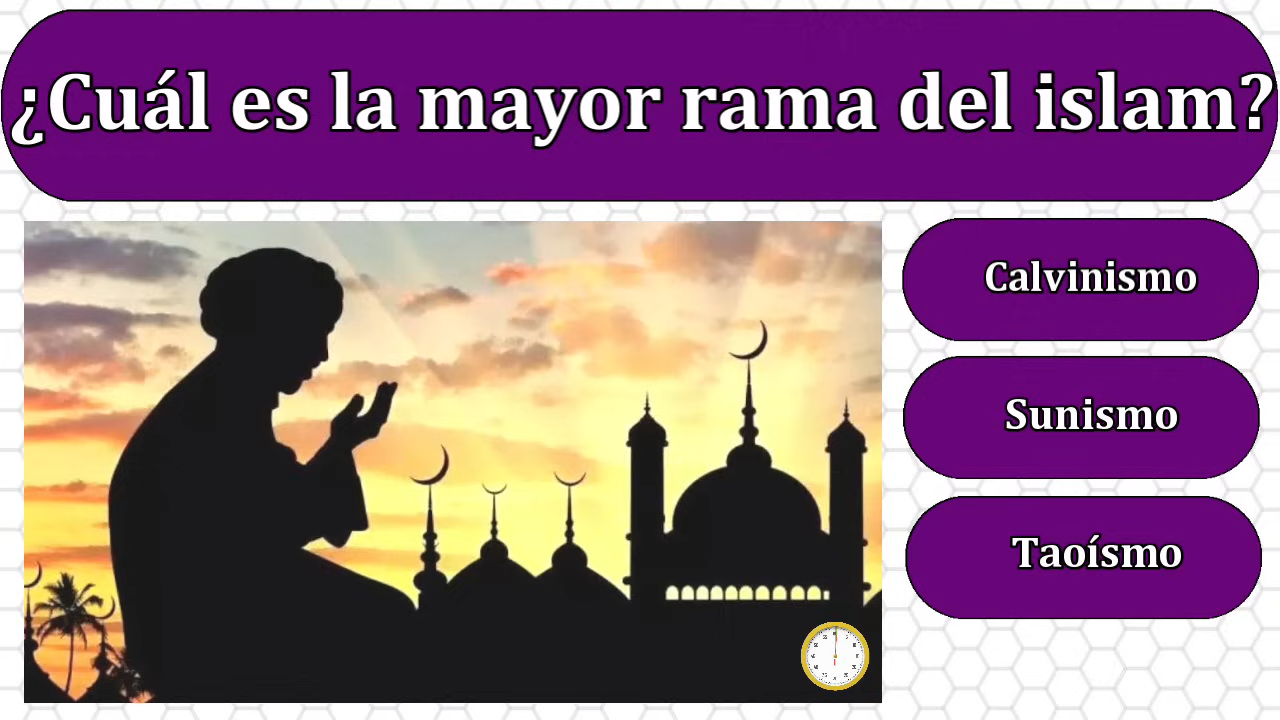 ¿Cuál es la mayor rama del islam?
Calvinismo
Sunismo
Taoísmo